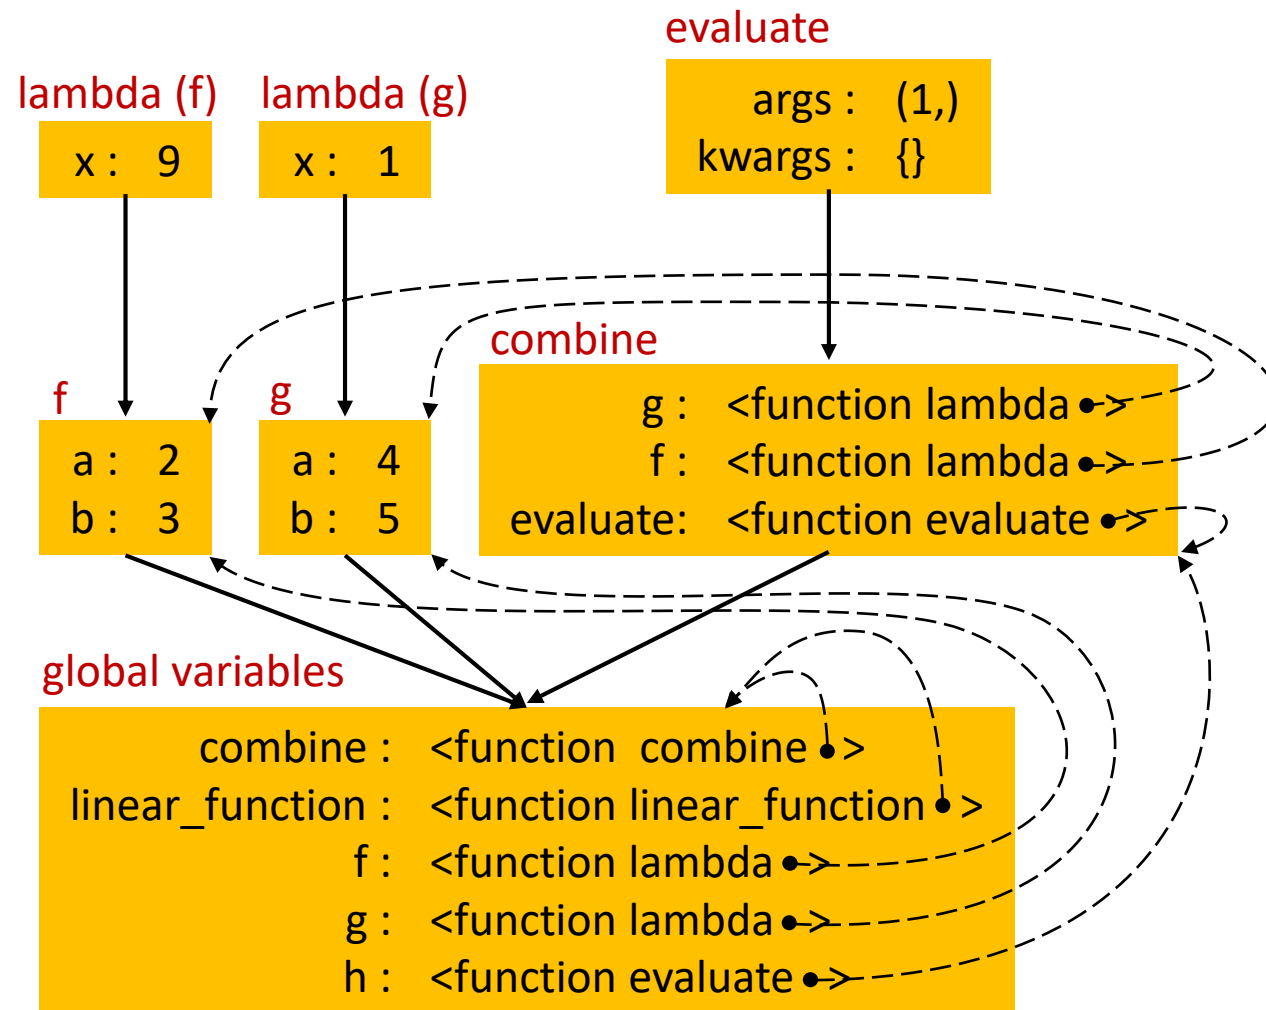 evaluate
args : (1,)
kwargs : {}
lambda (f)
x : 9
lambda (g)
x : 1
f
a : 2
b : 3
g
a : 4
b : 5
combine
g : <function lambda >
f : <function lambda >
evaluate: <function evaluate >
global variables
combine : <function combine >
linear_function : <function linear_function >
f : <function lambda >
g : <function lambda >
h : <function evaluate >